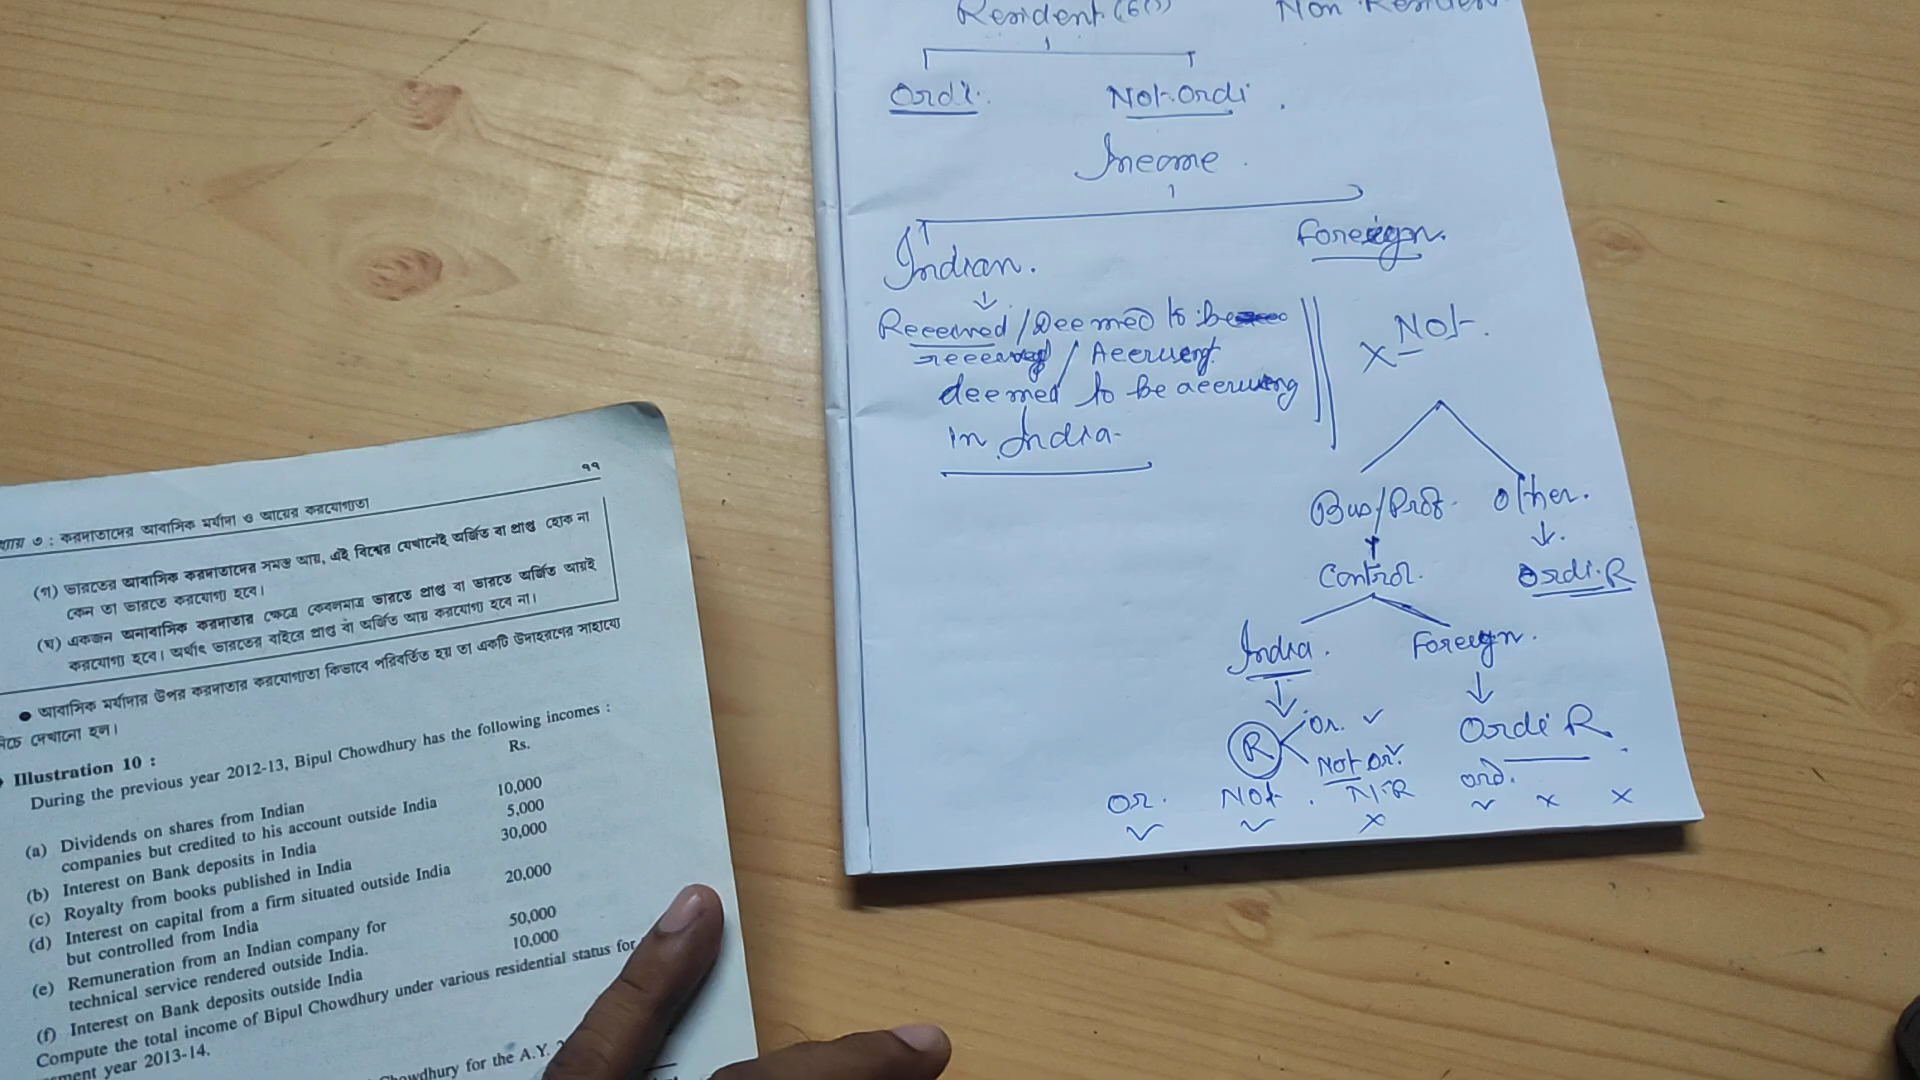 ১৭
অধ্যায় ৩ : করদাতাদের আবাসিক মর্যাদা ও আয়ের করযোগ্যতা
(গ) ভারতের আবাসিক করদাতাদের সমস্ত আয়, এই বিশ্বের যেখানেই অর্জিত বা প্রাপ্ত হোক না
কেন তা ভারতে করযোগ্য হবে।
(ঘ) একজন অনাবাসিক করদাতার ক্ষেত্রে কেবলমাত্র ভারতে প্রাপ্ত বা ভারতে অর্জিত আয়ই
করযোগ্য হবে। অর্থাৎ ভারতের বাইরে প্রাপ্ত বা অর্জিত আয় করযোগ্য হবে না।
● আবাসিক মর্যাদার উপর করদাতার করযোগ্যতা কিভাবে পরিবর্তিত হয় তা একটি উদাহরণের সাহায্যে
দেখানো হল।
Illustration 10 :
During the previous year 2012-13, Bipul Chowdhury has the following incomes :
Rs.
(a) Dividends on shares from Indian
companies but credited to his account outside India 10,000
(b) Interest on Bank deposits in India 5,000
(c) Royalty from books published in India 30,000
(d) Interest on capital from a firm situated outside India
but controlled from India 20,000
(e) Remuneration from an Indian company for
technical service rendered outside India. 50,000
(f) Interest on Bank deposits outside India 10,000
Compute the total income of Bipul Chowdhury under various residential status for
ment year 2013-14.
Chowdhury for the A.Y.
Resident (6(1)) Non Residen
Ordi. Not-Ordi.
Income.
Indian. Foreign.
Received/Deemed to be
received/Accruent
deemed to be accruing
in India-
x Not-.
Bus/Prof. Other.
Control. Ordi.R
India. Foreign.
R Or. ✓ Ordi R.
Not Or. ✓
Or. Not. N-R Ord.
✓ ✓ x ✓ x x